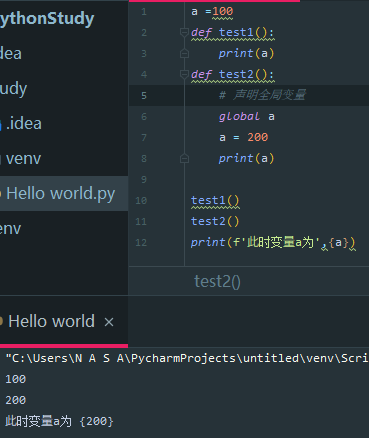 ythonStudy
dea
udy
.idea
venv
Hello world.py
env
1 a =100
2 def test1():
3 print(a)
4 def test2():
5 # 声明全局变量
6 global a
7 a = 200
8 print(a)
9
10 test1()
11 test2()
12 print(f'此时变量a为',{a})
test2()
Hello world ×
"C:\Users\N A S A\PycharmProjects\untitled\venv\Scri
100
200
此时变量a为 {200}